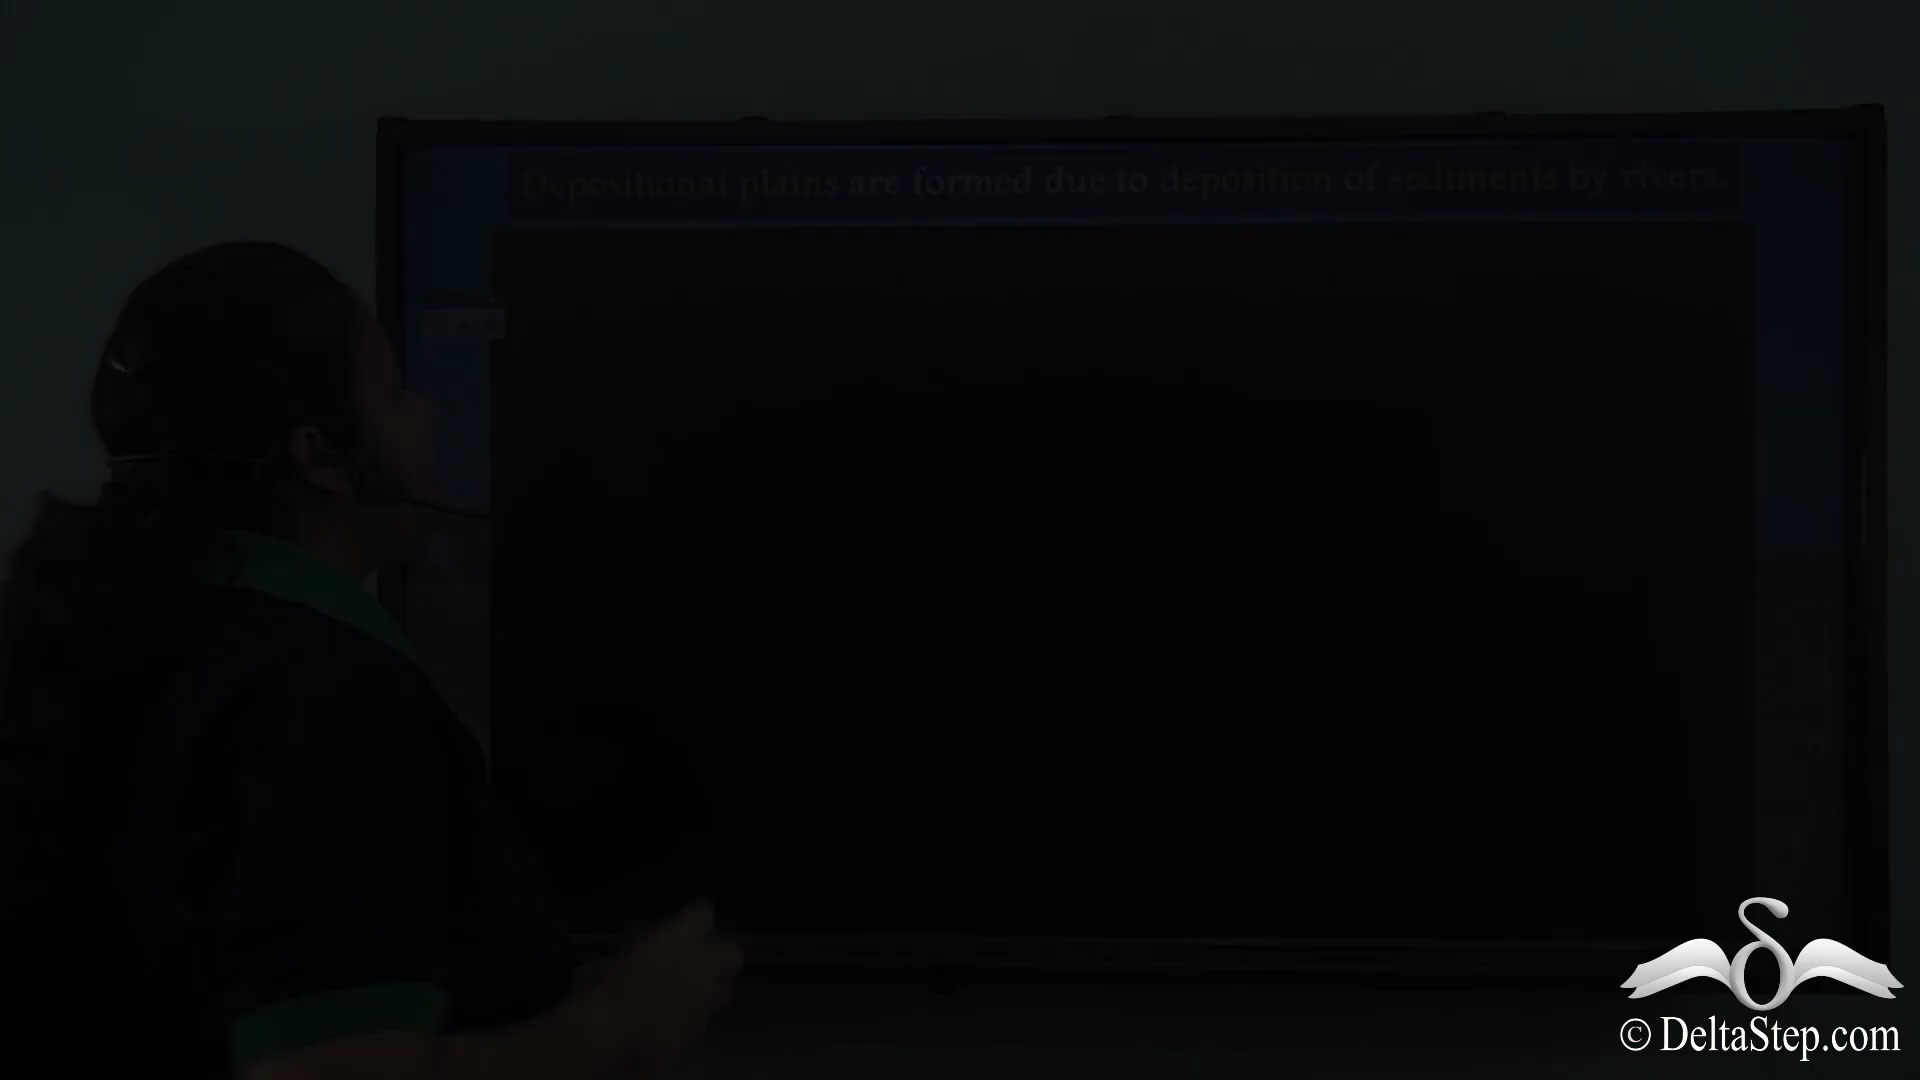 Depositional plains are formed due to deposition of sediments by rivers.
© DeltaStep.com